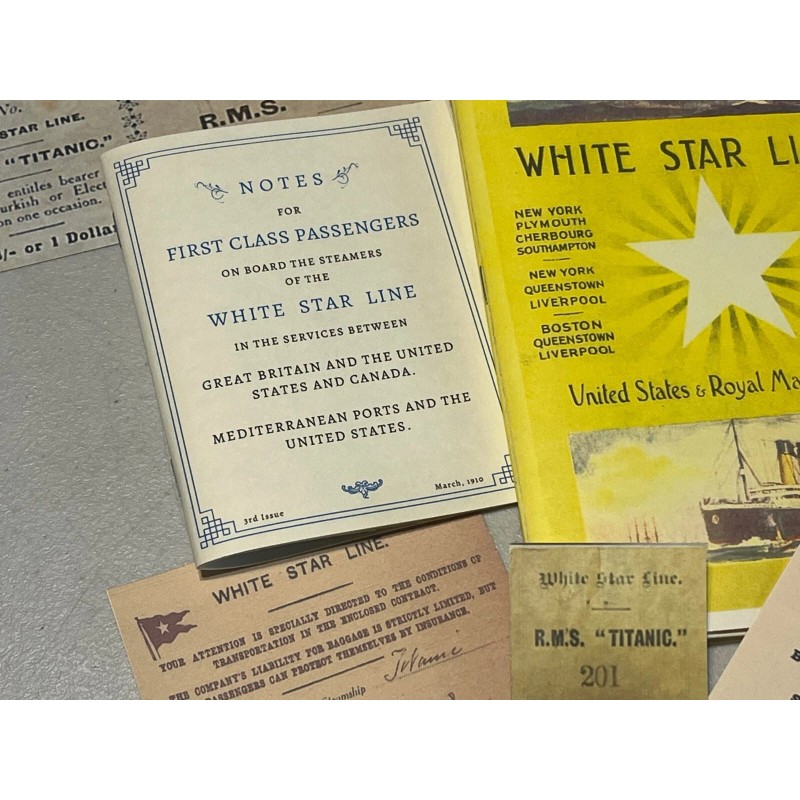 No.
STAR LINE.
"TITANIC."
entitles bearer
urkish or Elect
on one occasion.
/- or 1 Dollar
R.M.S.
NOTES
FOR
FIRST CLASS PASSENGERS
ON BOARD THE STEAMERS
OF THE
WHITE STAR LINE
IN THE SERVICES BETWEEN
GREAT BRITAIN AND THE UNITED
STATES AND CANADA.
MEDITERRANEAN PORTS AND THE
UNITED STATES.
3rd Issue
March, 1910
WHITE STAR LI
NEW YORK
PLYMOUTH
CHERBOURG
SOUTHAMPTON
NEW YORK
QUEENSTOWN
LIVERPOOL
BOSTON
QUEENSTOWN
LIVERPOOL
United States & Royal Ma
WHITE STAR LINE.
YOUR ATTENTION IS SPECIALLY DIRECTED TO THE CONDITIONS OF
TRANSPORTATION IN THE ENCLOSED CONTRACT.
THE COMPANY'S LIABILITY FOR BAGGAGE IS STRICTLY LIMITED, BUT
PASSENGERS CAN PROTECT THEMSELVES BY INSURANCE.
Titanic
White Star Line.
R.M.S. "TITANIC."
201